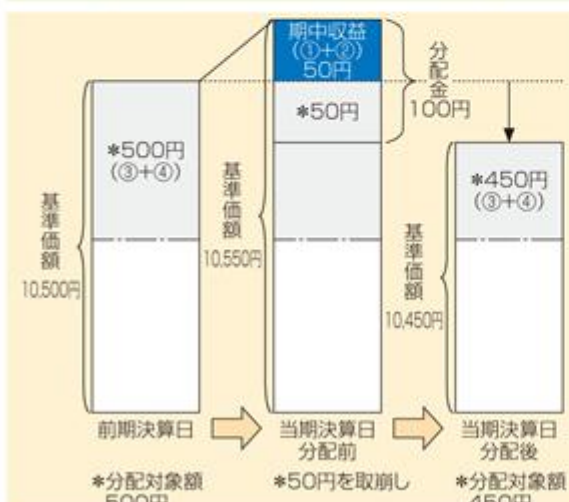 期中収益
(①+②)
50円
*50円
分配金
100円
*500円
(③+④)
基準価額
10,500円
基準価額
10,550円
*450円
(③+④)
基準価額
10,450円
前期決算日
当期決算日
分配前
当期決算日
分配後
*分配対象額
500円
*50円を取崩し
*分配対象額
450円